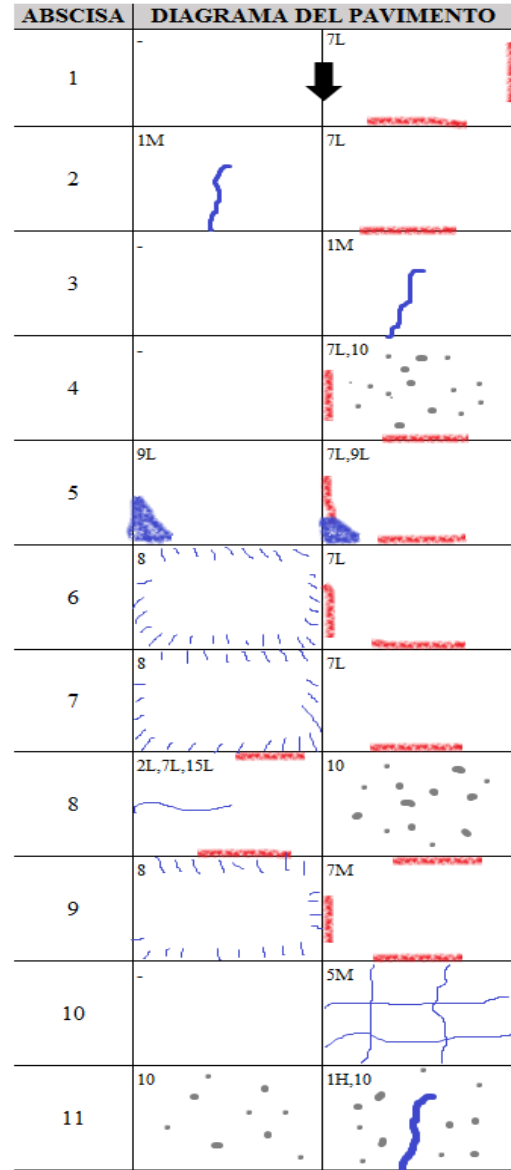 ABSCISA DIAGRAMA DEL PAVIMENTO
1 - 7L
2 1M 7L
3 - 1M
4 - 7L,10
5 9L 7L,9L
6 8 7L
7 8 7L
8 2L,7L,15L 10
9 8 7M
10 - 5M
11 10 1H,10